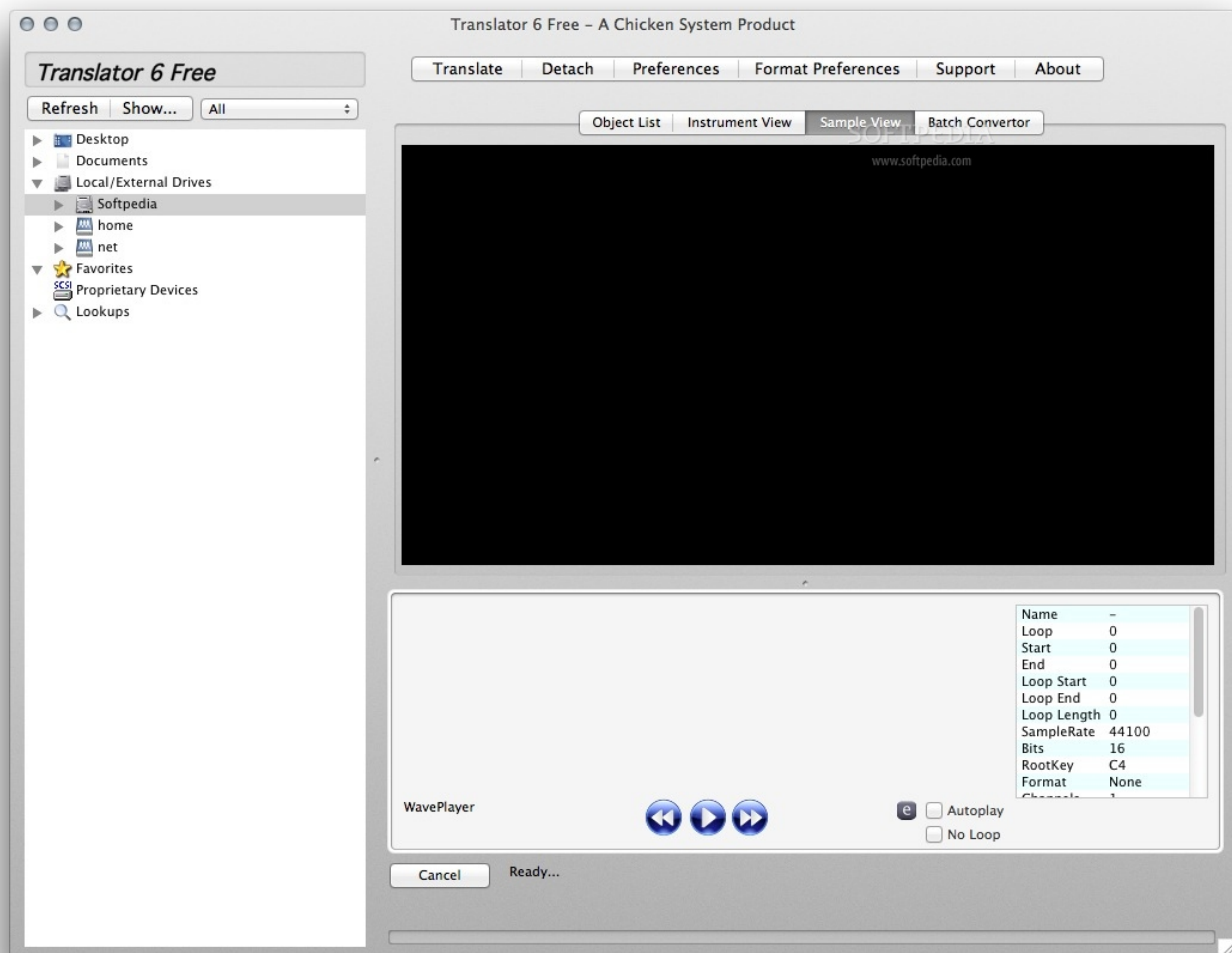 Translator 6 Free – A Chicken System Product
Translator 6 Free
Translate Detach Preferences Format Preferences Support About
Refresh Show... All
Object List Instrument View Sample View Batch Convertor
SOFTPEDIA
www.softpedia.com
Desktop
Documents
Local/External Drives
Softpedia
home
net
Favorites
SCSI Proprietary Devices
Lookups
Name –
Loop 0
Start 0
End 0
Loop Start 0
Loop End 0
Loop Length 0
SampleRate 44100
Bits 16
RootKey C4
Format None
Channels 1
WavePlayer
e Autoplay
No Loop
Cancel Ready...